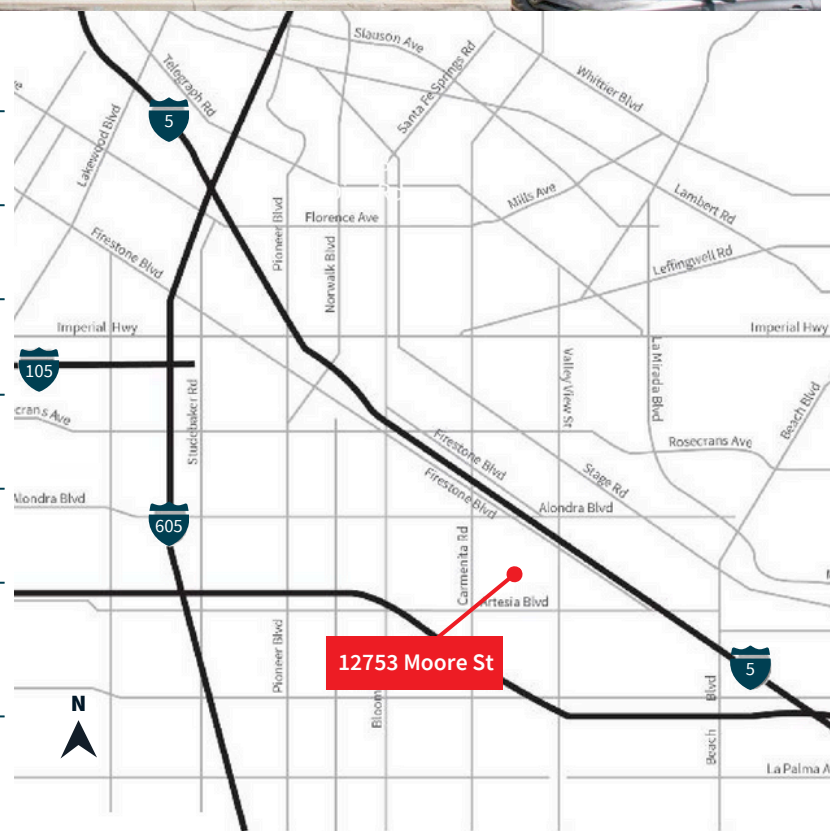 Slauson Ave
Telegraph Rd
Santa Fe Springs Rd
Whittier Blvd
5
Lakewood Blvd
Mills Ave
Lambert Rd
Pioneer Blvd
Florence Ave
Firestone Blvd
Norwalk Blvd
Leffingwell Rd
Imperial Hwy
Imperial Hwy
105
La Mirada Blvd
Valley View St
Studebaker Rd
Beach Blvd
crans Ave
Rosecrans Ave
Firestone Blvd
Firestone Blvd
Stage Rd
Alondra Blvd
Alondra Blvd
605
Carmenita Rd
Artesia Blvd
12753 Moore St
Pioneer Blvd
5
N
Bloom
Beach Blvd
La Palma A